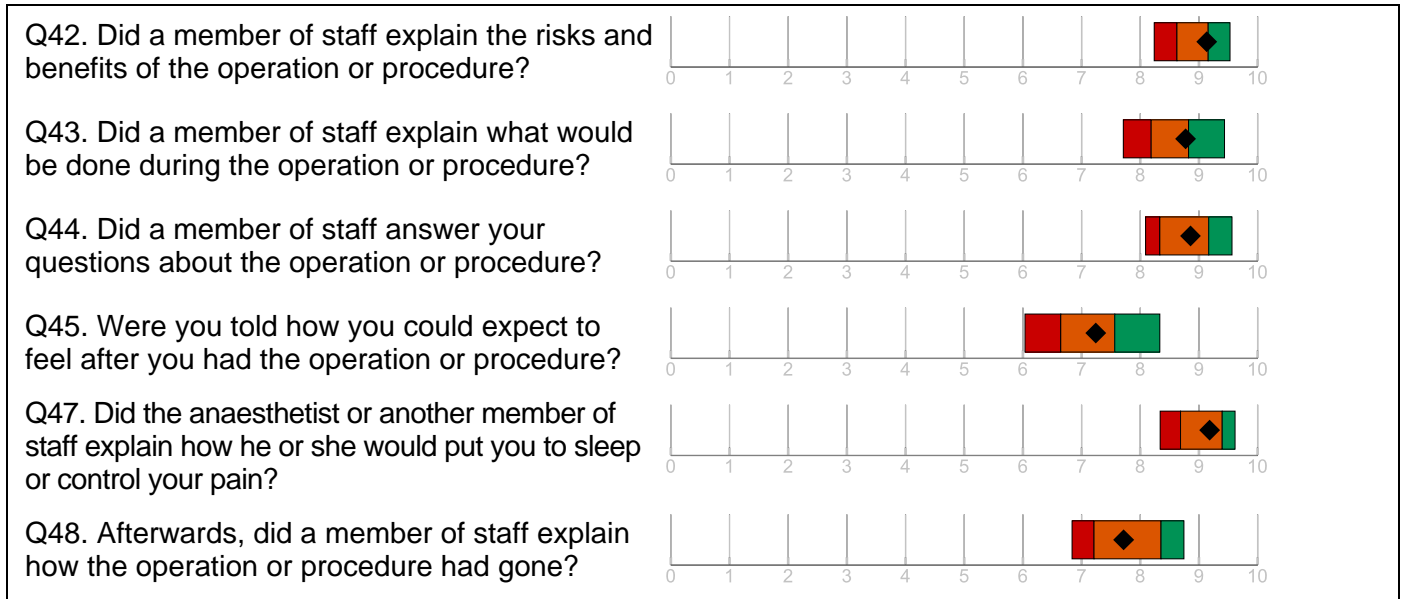 Q42. Did a member of staff explain the risks and
benefits of the operation or procedure?
0 1 2 3 4 5 6 7 8 9 10
Q43. Did a member of staff explain what would
be done during the operation or procedure?
0 1 2 3 4 5 6 7 8 9 10
Q44. Did a member of staff answer your
questions about the operation or procedure?
0 1 2 3 4 5 6 7 8 9 10
Q45. Were you told how you could expect to
feel after you had the operation or procedure?
0 1 2 3 4 5 6 7 8 9 10
Q47. Did the anaesthetist or another member of
staff explain how he or she would put you to sleep
or control your pain?
0 1 2 3 4 5 6 7 8 9 10
Q48. Afterwards, did a member of staff explain
how the operation or procedure had gone?
0 1 2 3 4 5 6 7 8 9 10